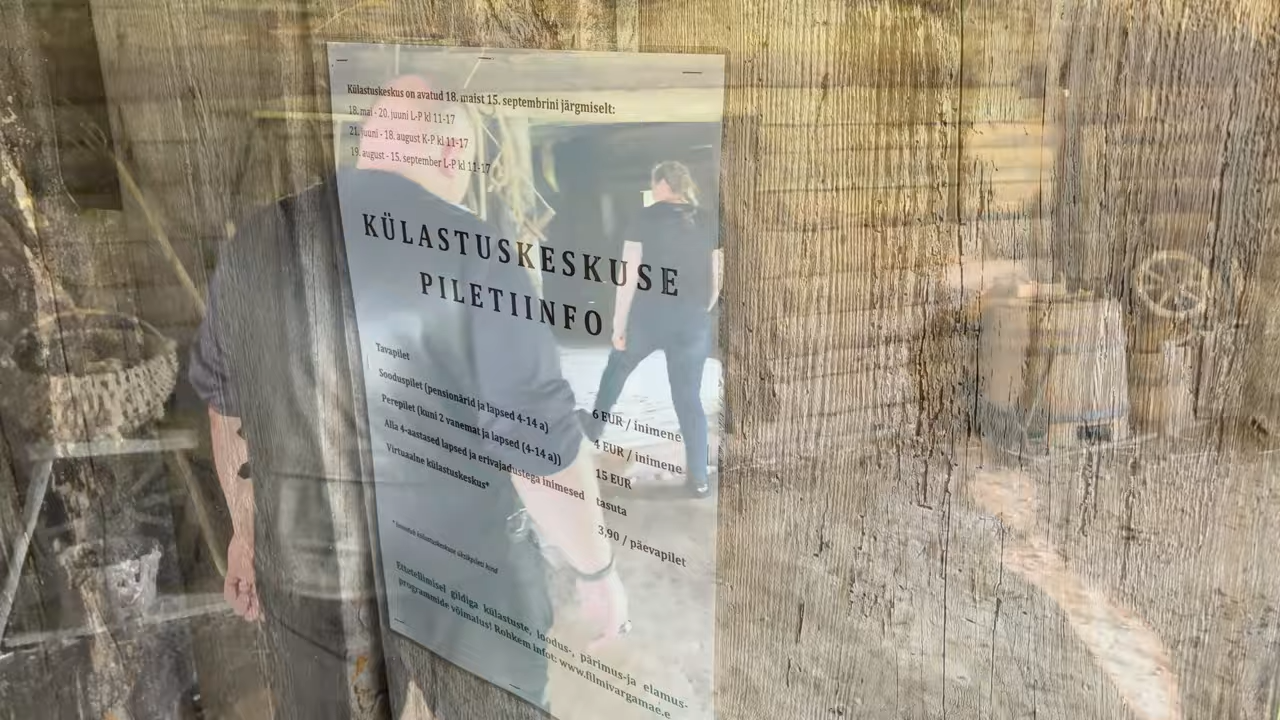 Külastuskeskus on avatud 18. maist 15. septembrini järgmiselt:
18. mai - 20. juuni L-P kl 11-17
21. juuni - 18. august K-P kl 11-17
19. august - 15. september L-P kl 11-17
KÜLASTUSKESKUSE
PILETIINFO
Tavapilet 6 EUR / inimene
Sooduspilet (pensionärid ja lapsed 4-14 a) 4 EUR / inimene
Perepilet (kuni 2 vanemat ja lapsed (4-14 a)) 15 EUR
Alla 4-aastased lapsed ja erivajadustega inimesed tasuta
Virtuaalne külastuskeskus* 3,90 / päevapilet
külastuskeskuse üksikpileti hind
Ettetellimisel giidiga külastuste, loodus-, pärimus-ja elamus-
programmide võimalus! Rohkem infot: www.filmivargamae.e